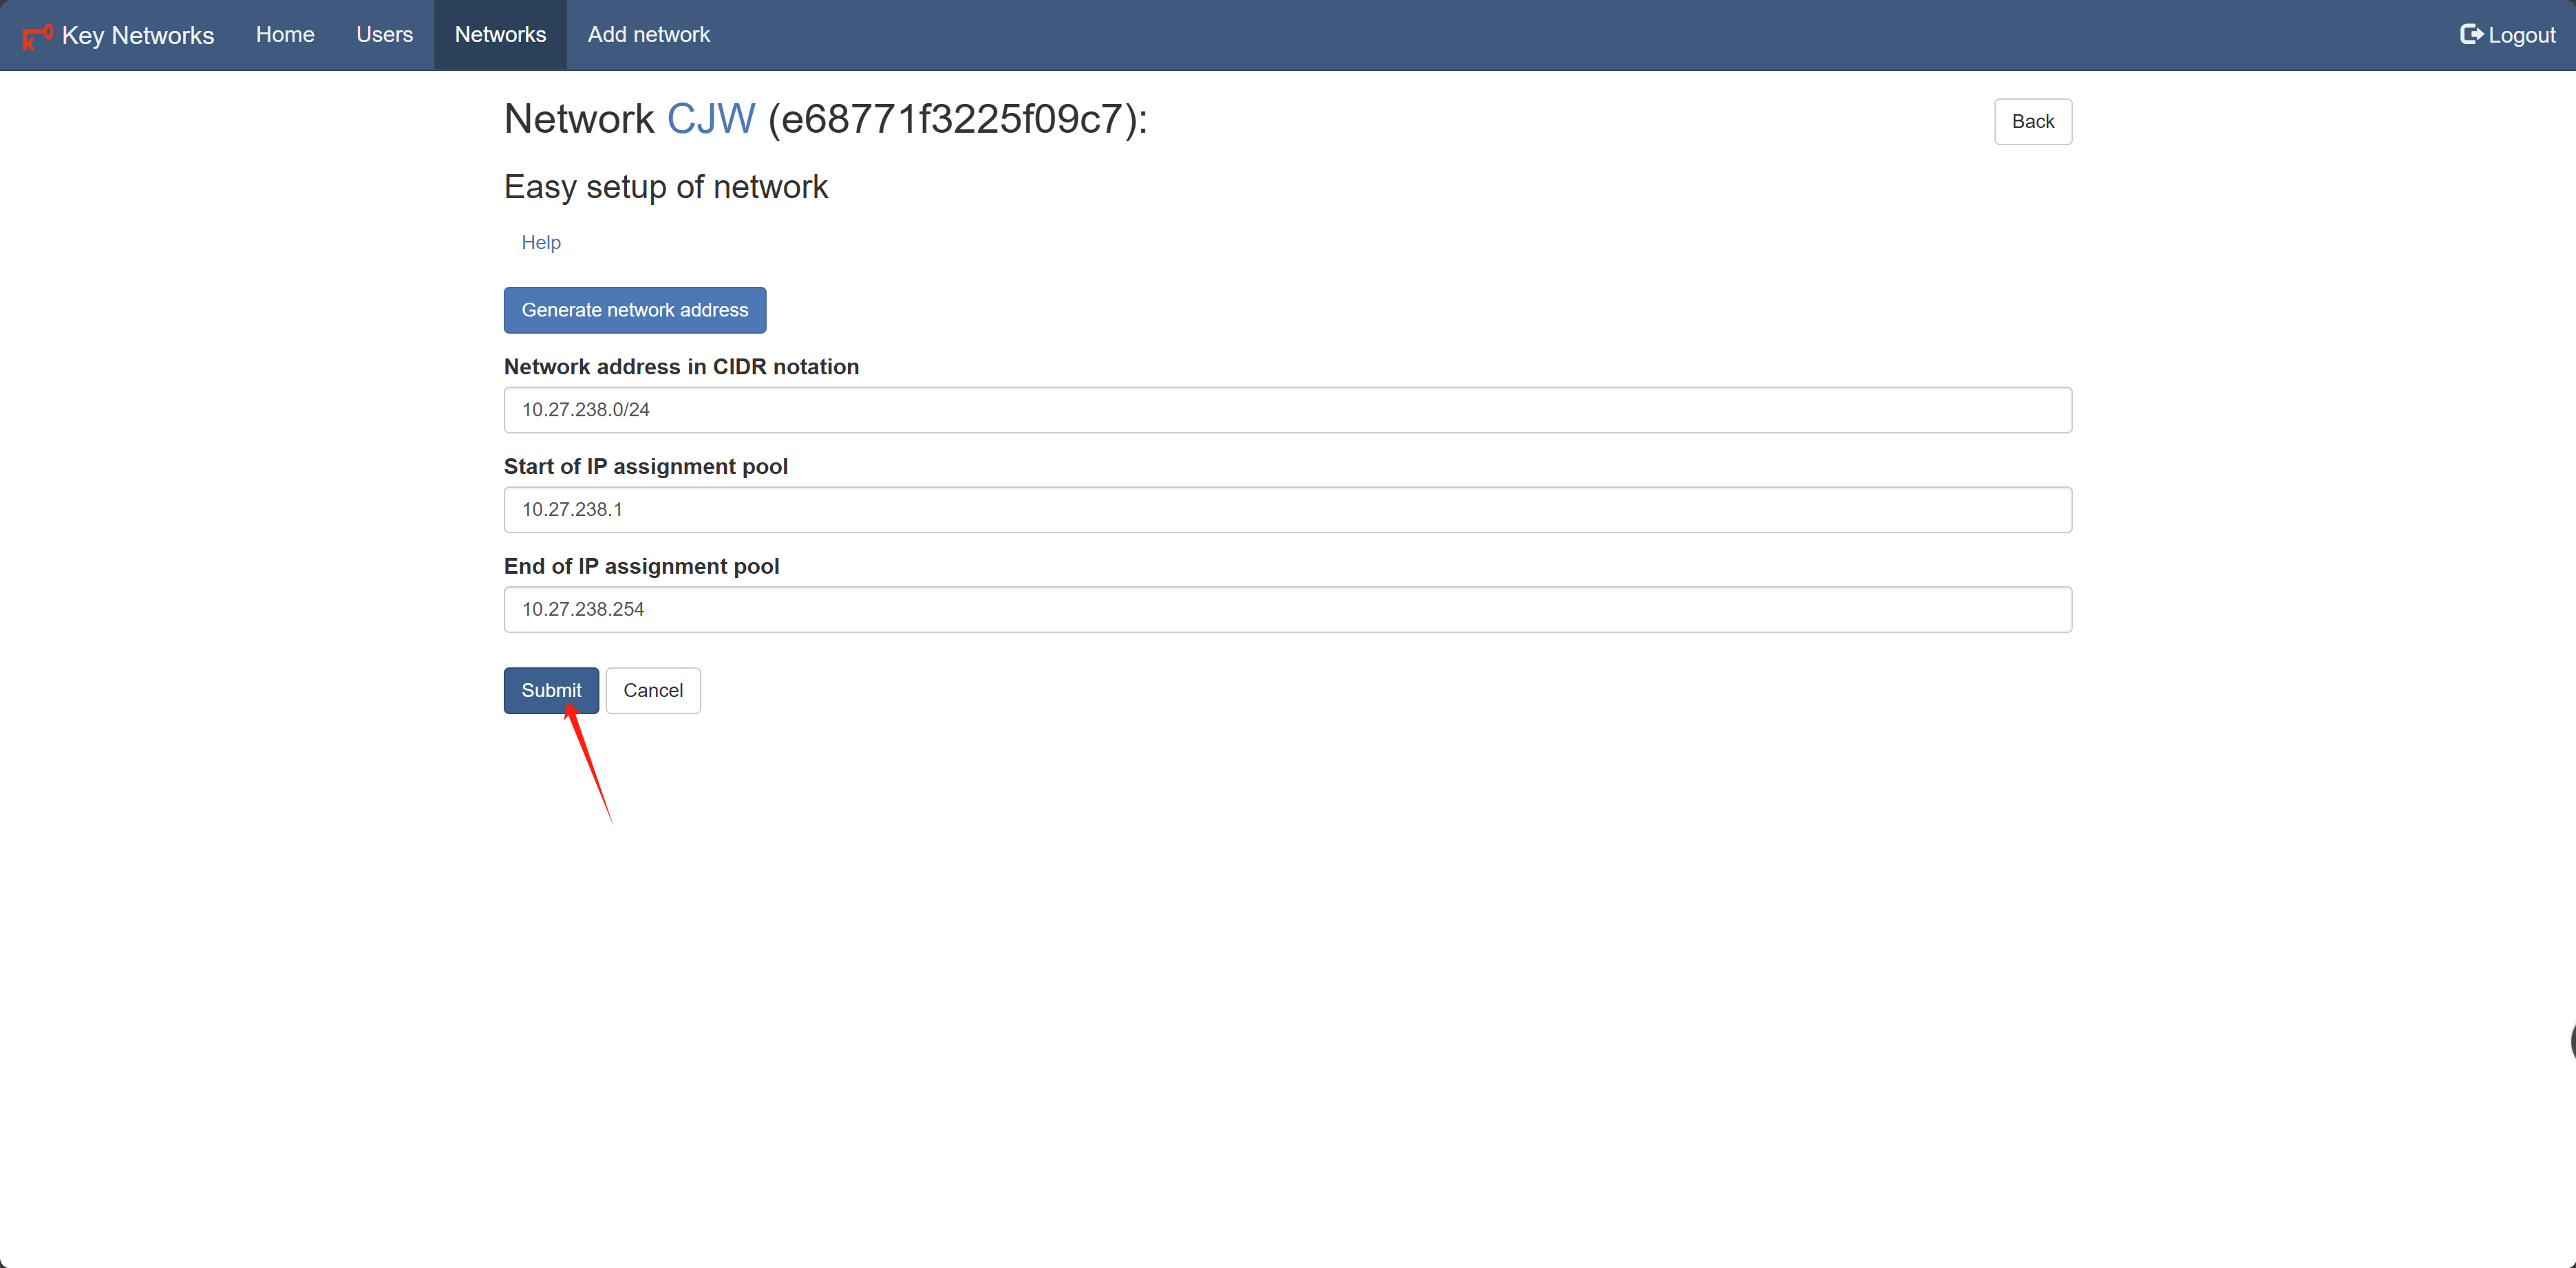 Key Networks Home Users Networks Add network Logout
Network CJW (e68771f3225f09c7): Back
Easy setup of network
Help
Generate network address
Network address in CIDR notation
10.27.238.0/24
Start of IP assignment pool
10.27.238.1
End of IP assignment pool
10.27.238.254
Submit Cancel